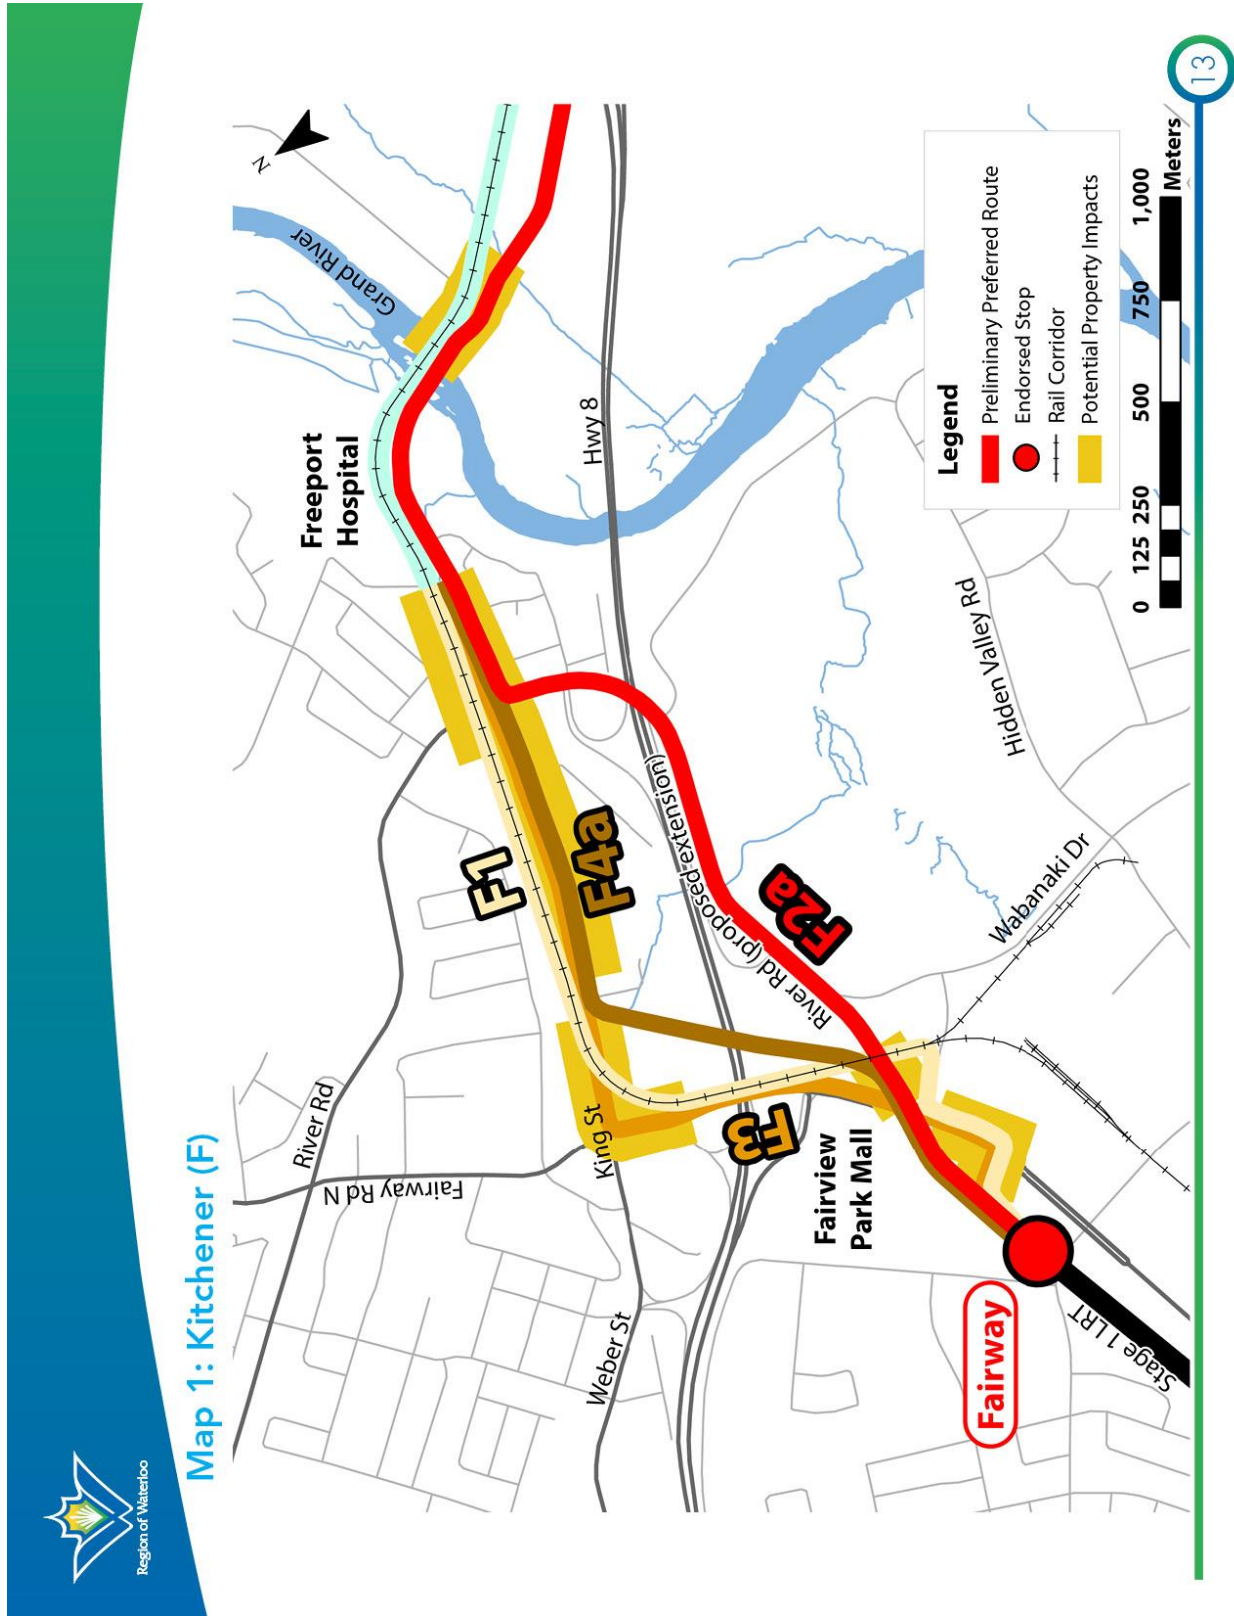 Region of Waterloo
Map 1: Kitchener (F)
N
Grand River
Freeport
Hospital
Hwy 8
River Rd
Fairway Rd N
King St
Weber St
F1
F4a
F3
F2a
River Rd (proposed extension)
Fairview
Park Mall
Hidden Valley Rd
Wabanaki Dr
Fairway
Stage 1 LRT
Legend
Preliminary Preferred Route
Endorsed Stop
Rail Corridor
Potential Property Impacts
0 125 250 500 750 1,000
Meters
13